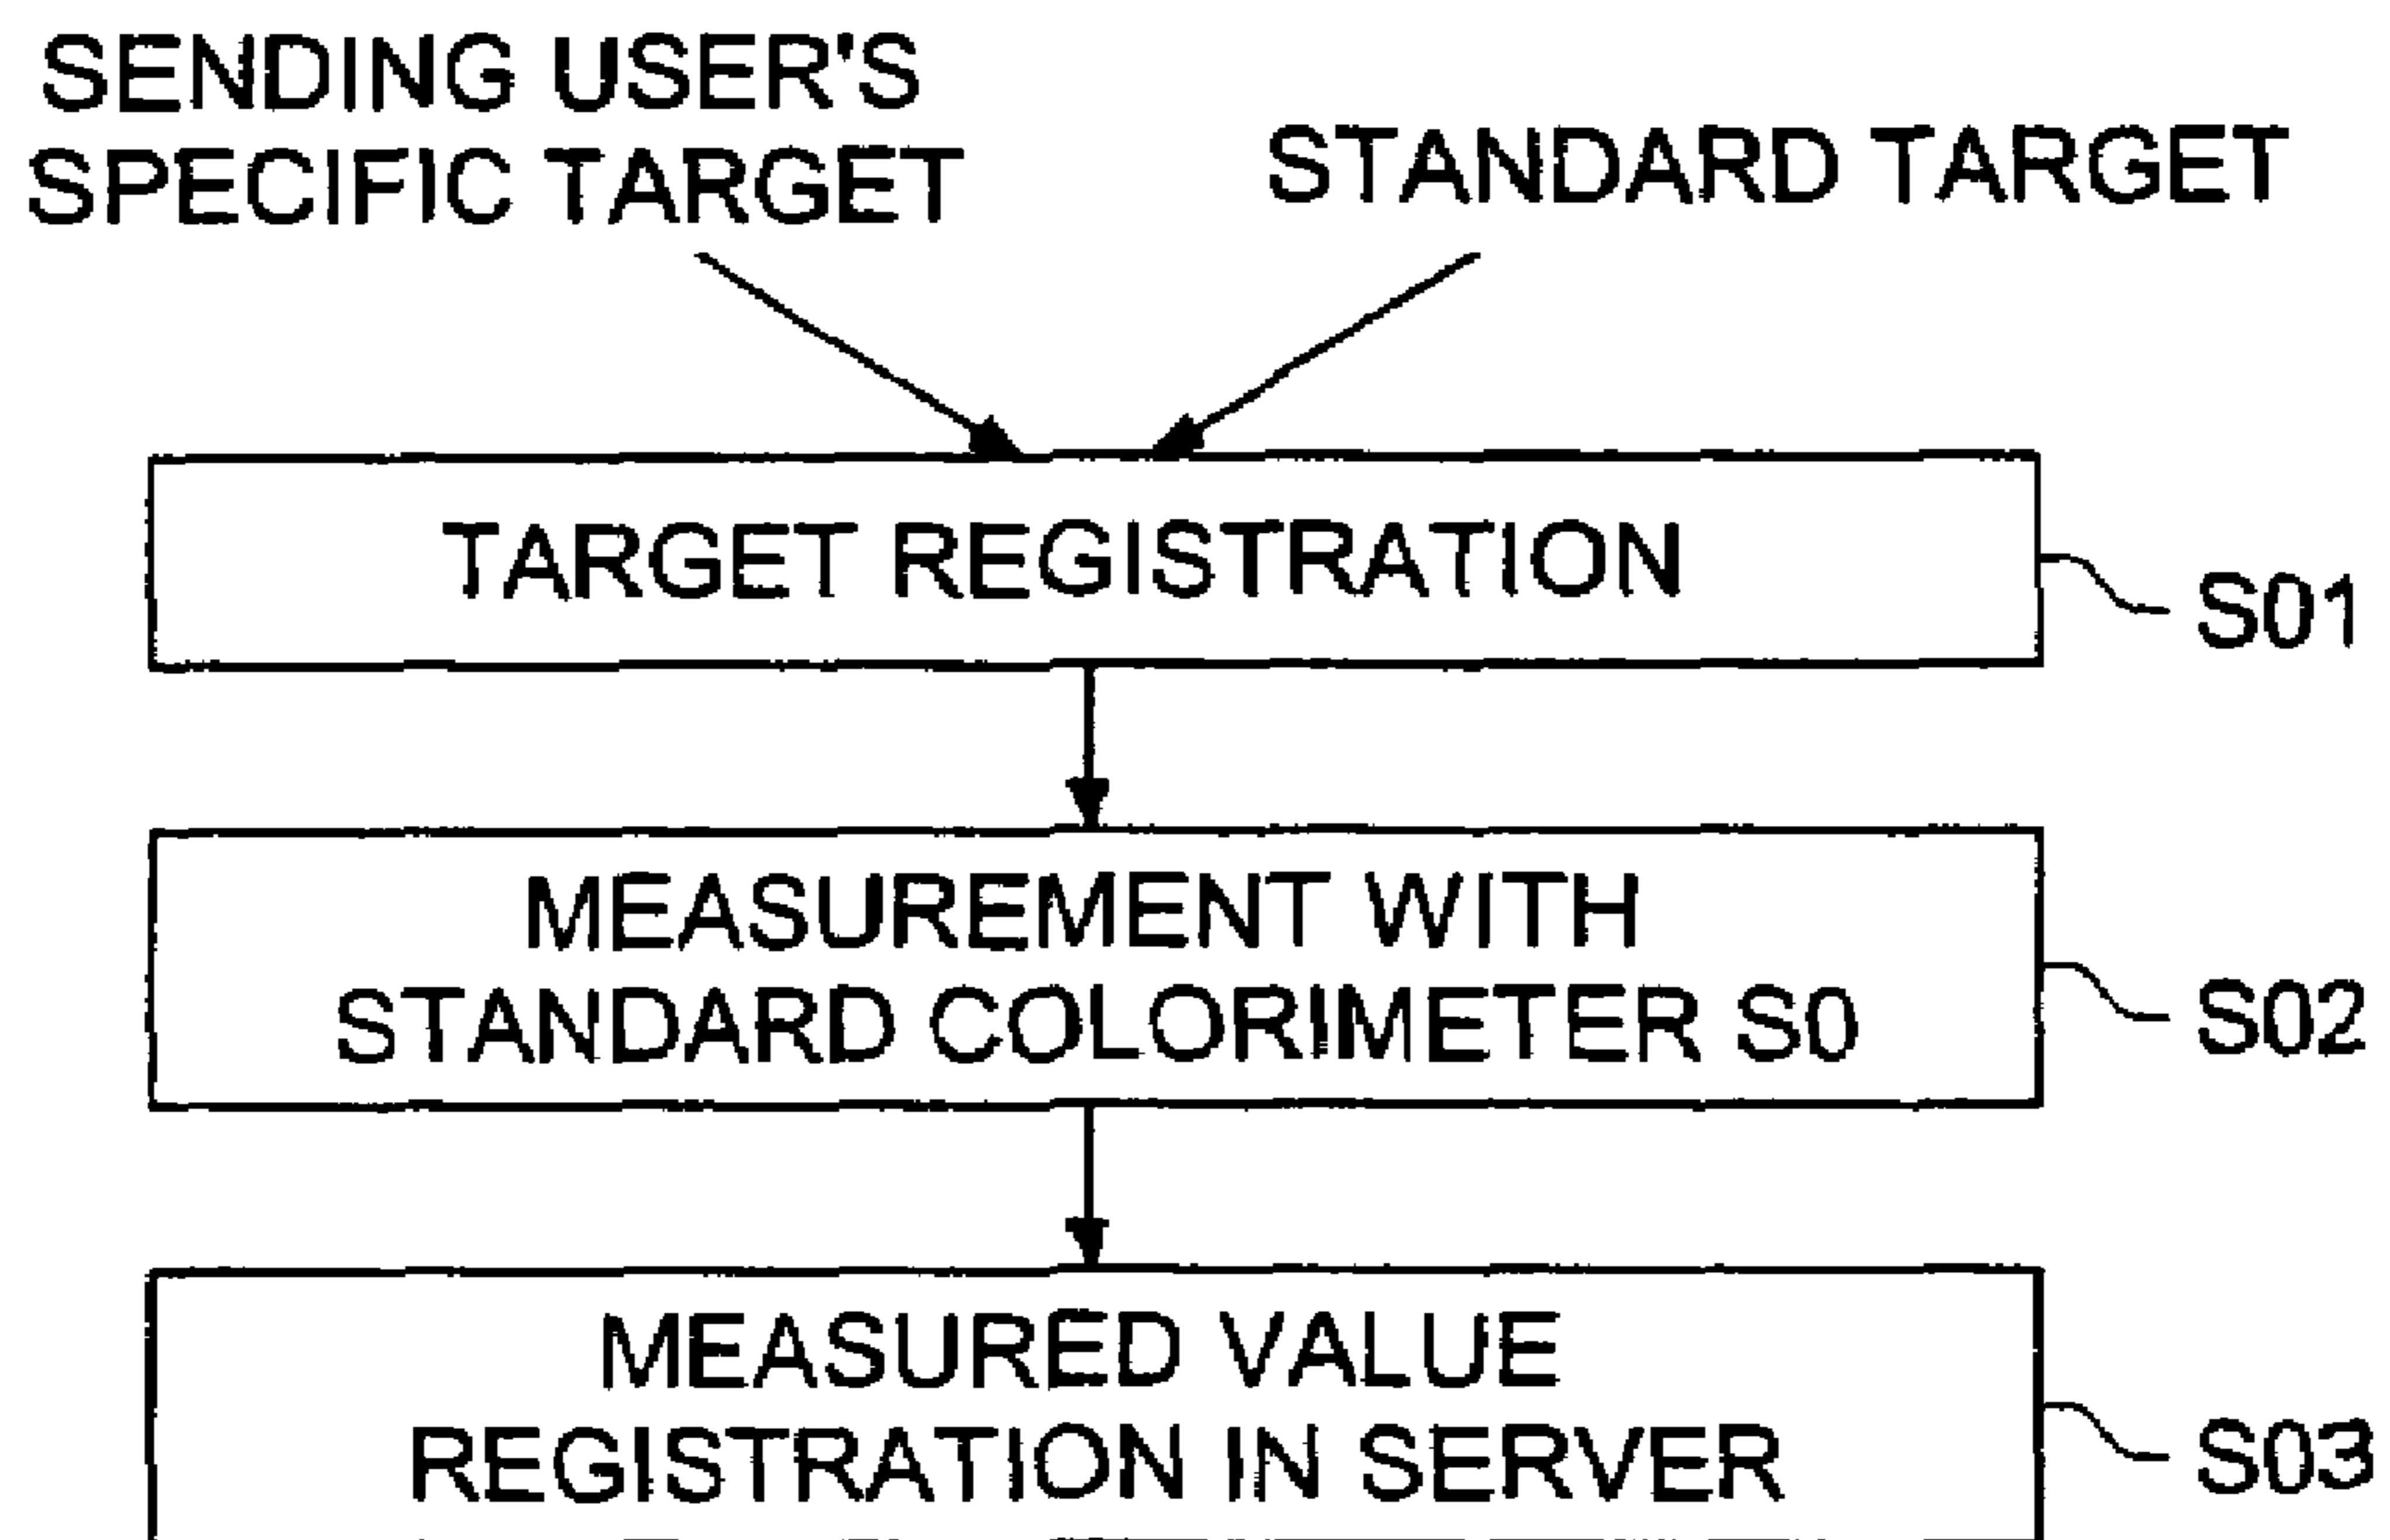 SENDING USER'S
SPECIFIC TARGET
STANDARD TARGET
TARGET REGISTRATION
S01
MEASUREMENT WITH
STANDARD COLORIMETER S0
S02
MEASURED VALUE
REGISTRATION IN SERVER
S03